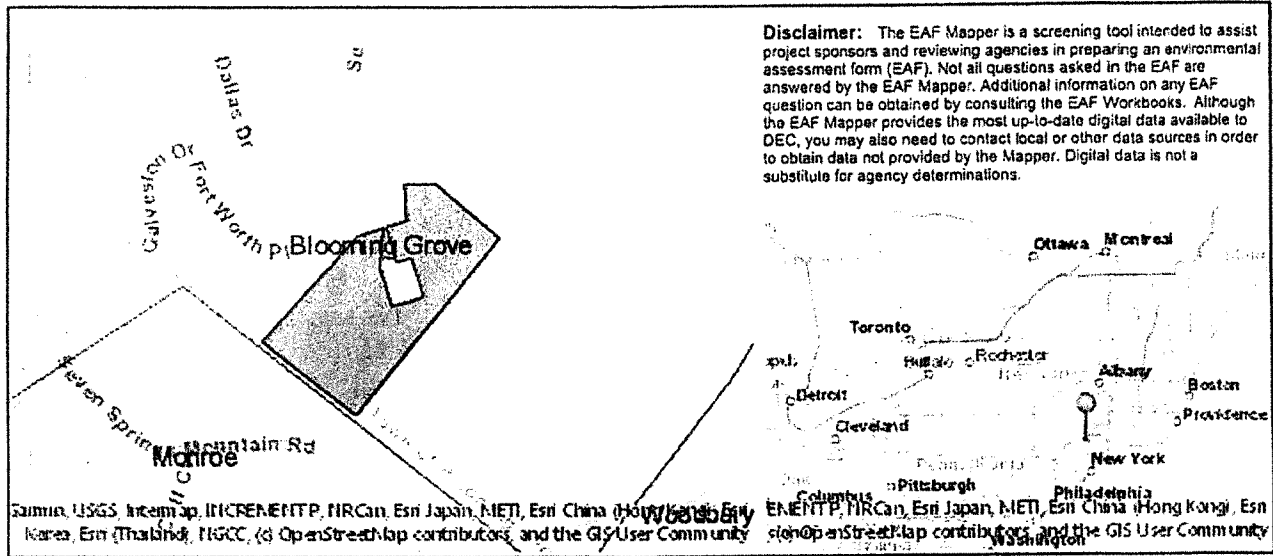 Disclaimer: The EAF Mapper is a screening tool intended to assist
project sponsors and reviewing agencies in preparing an environmental
assessment form (EAF). Not all questions asked in the EAF are
answered by the EAF Mapper. Additional information on any EAF
question can be obtained by consulting the EAF Workbooks. Although
the EAF Mapper provides the most up-to-date digital data available to
DEC, you may also need to contact local or other data sources in order
to obtain data not provided by the Mapper. Digital data is not a
substitute for agency determinations.
Dallas Dr
Galveston Dr
Fort Worth Pl
Blooming Grove
Seven Springs
Mountain Rd
Monroe
Woodbury
USGS, Intermap, INCREMENT P, NRCan, Esri Japan, METI, Esri China (Hong Kong), Esri
Korea, Esri (Thailand), NGCC, (c) OpenStreetMap contributors, and the GIS User Community
Ottawa
Montreal
Toronto
Buffalo
Rochester
Albany
Detroit
Boston
Providence
Cleveland
New York
Pittsburgh
Columbus
Philadelphia
Washington
NRCan, Esri Japan, METI, Esri China (Hong Kong), Esri
OpenStreetMap contributors, and the GIS User Community